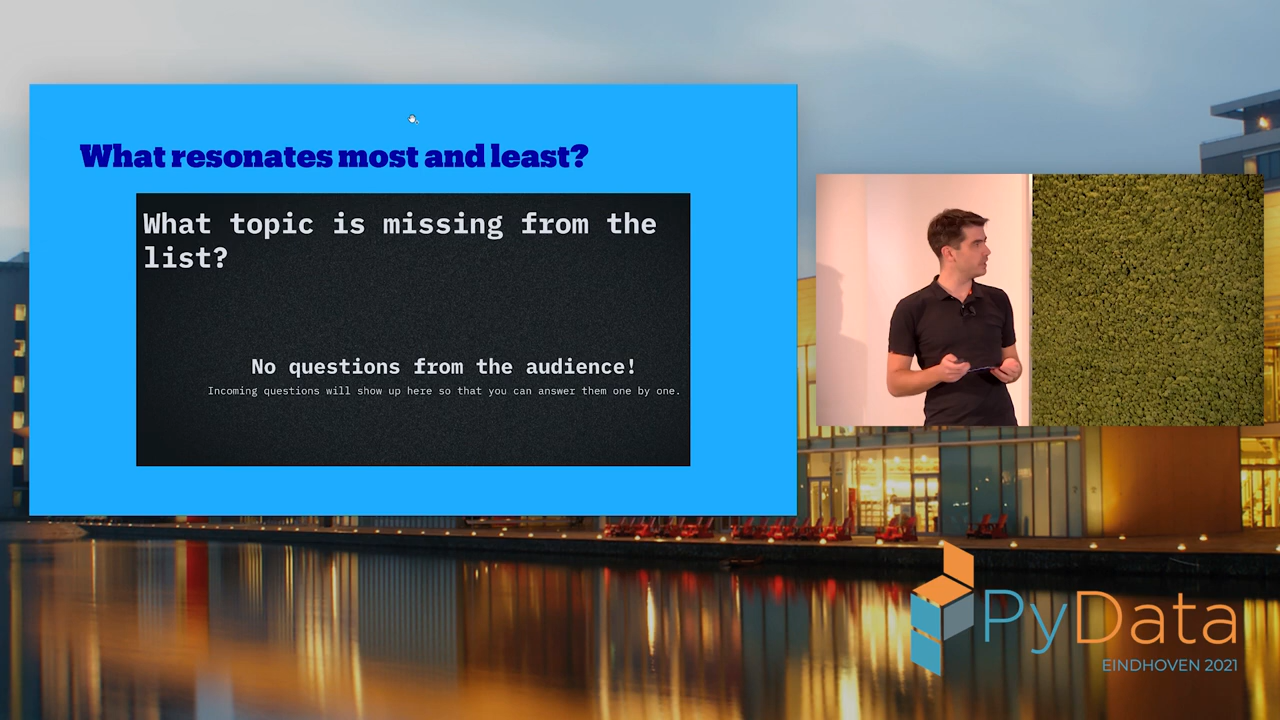 What resonates most and least?
What topic is missing from the
list?
No questions from the audience!
Incoming questions will show up here so that you can answer them one by one.
PyData
EINDHOVEN 2021